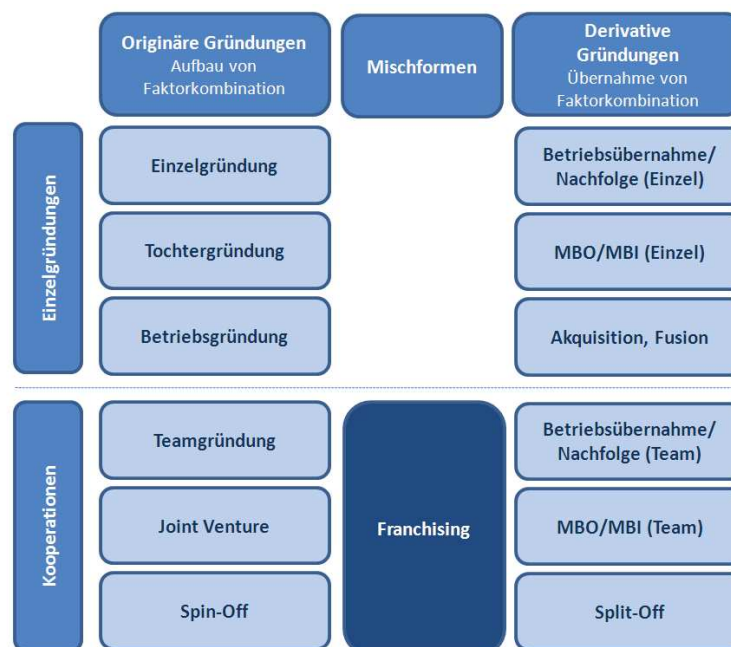 Originäre Gründungen
Aufbau von
Faktorkombination
Mischformen
Derivative
Gründungen
Übernahme von
Faktorkombination
Einzelgründungen
Einzelgründung
Betriebsübernahme/
Nachfolge (Einzel)
Tochtergründung
MBO/MBI (Einzel)
Betriebsgründung
Akquisition, Fusion
Kooperationen
Teamgründung
Franchising
Betriebsübernahme/
Nachfolge (Team)
Joint Venture
MBO/MBI (Team)
Spin-Off
Split-Off